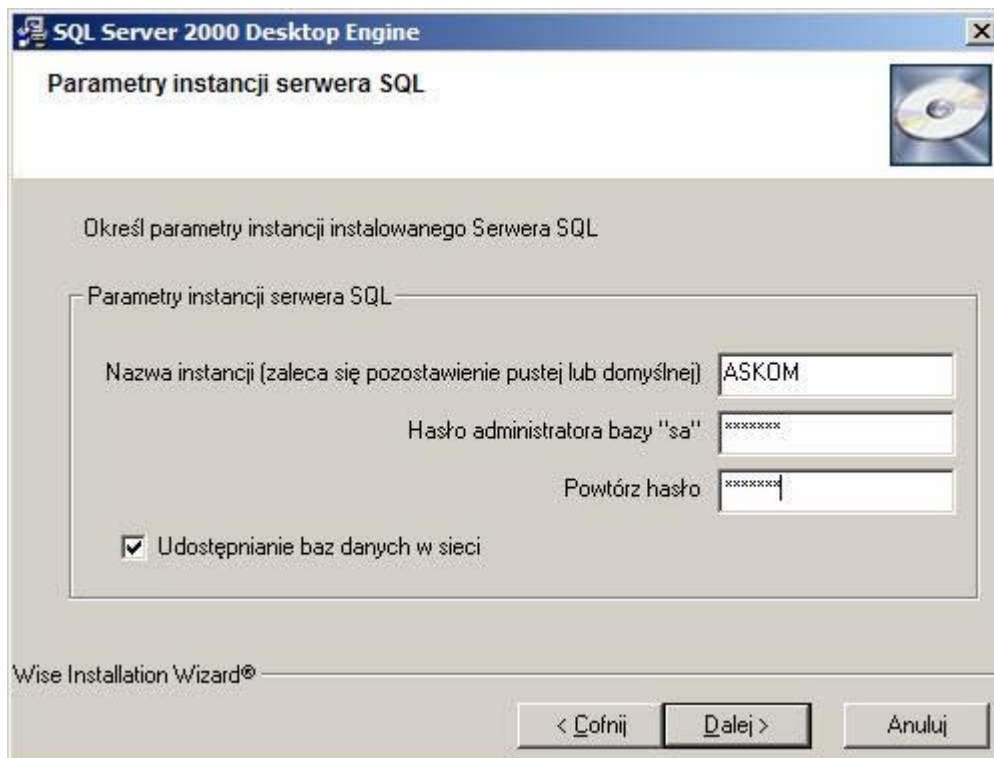 SQL Server 2000 Desktop Engine
Parametry instancji serwera SQL
Określ parametry instancji instalowanego Serwera SQL
Parametry instancji serwera SQL
Nazwa instancji (zaleca się pozostawienie pustej lub domyślnej) ASKOM
Hasło administratora bazy "sa" *******
Powtórz hasło *******
Udostępnianie baz danych w sieci
Wise Installation Wizard®
< Cofnij Dalej > Anuluj